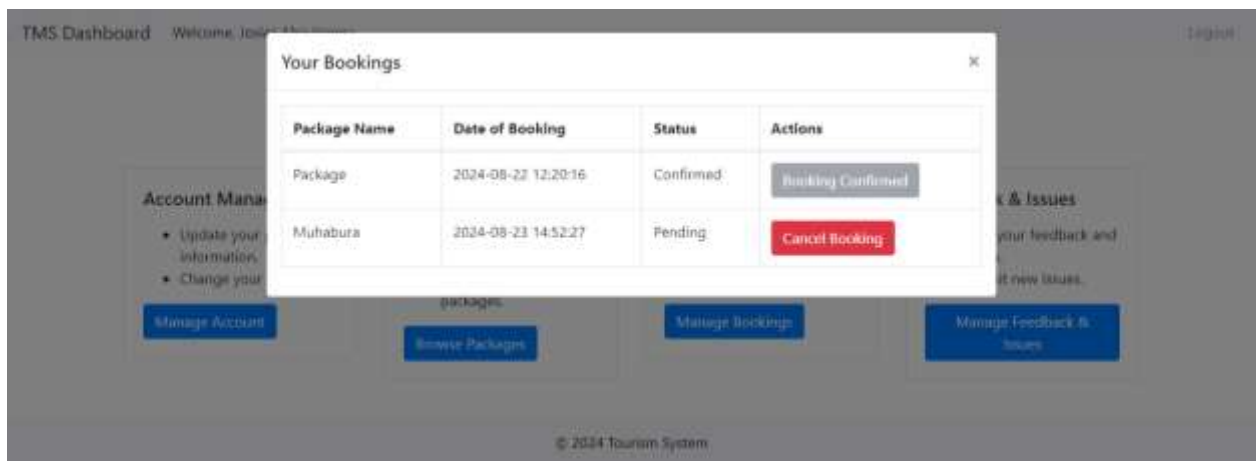 TMS Dashboard Welcome,
Logout
Your Bookings ×
Package Name Date of Booking Status Actions
Package 2024-08-22 12:20:16 Confirmed Booking Confirmed
Muhabura 2024-08-23 14:52:27 Pending Cancel Booking
Account Mana
• Update your
information.
• Change your
Manage Account
packages.
Browse Packages
Manage Bookings
& Issues
your feedback and
it new issues.
Manage Feedback &
Issues
© 2024 Tourism System